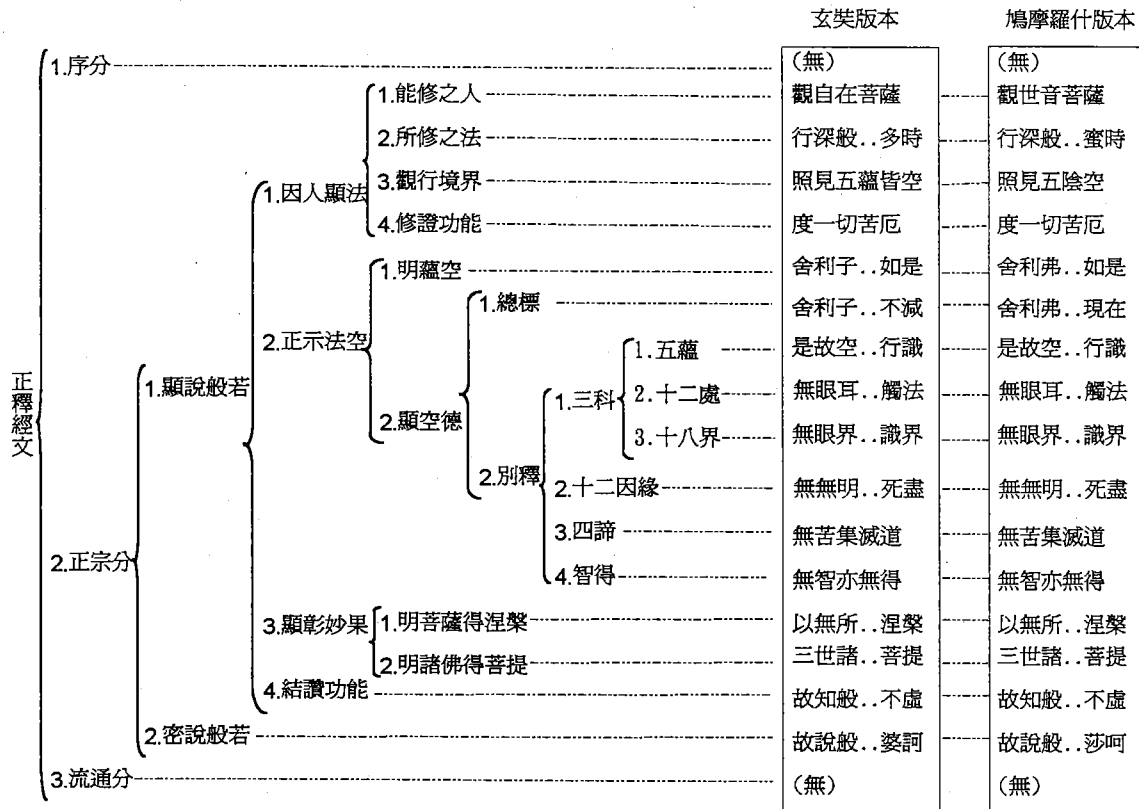 玄奘版本 鳩摩羅什版本
1.序分 (無) (無)
1.能修之人 觀自在菩薩 觀世音菩薩
2.所修之法 行深般..多時 行深般..蜜時
1.因人顯法 3.觀行境界 照見五蘊皆空 照見五陰空
4.修證功能 度一切苦厄 度一切苦厄
1.明蘊空 舍利子..如是 舍利弗..如是
1.總標 舍利子..不減 舍利弗..現在
2.正示法空 1.五蘊 是故空..行識 是故空..行識
正釋經文 1.顯說般若 1.三科 2.十二處 無眼耳..觸法 無眼耳..觸法
2.顯空德 3.十八界 無眼界..識界 無眼界..識界
2.別釋 2.十二因緣 無無明..死盡 無無明..死盡
3.四諦 無苦集滅道 無苦集滅道
2.正宗分 4.智得 無智亦無得 無智亦無得
3.顯彰妙果 1.明菩薩得涅槃 以無所..涅槃 以無所..涅槃
2.明諸佛得菩提 三世諸..菩提 三世諸..菩提
4.結讚功能 故知般..不虛 故知般..不虛
2.密說般若 故說般..婆訶 故說般..莎呵
3.流通分 (無) (無)